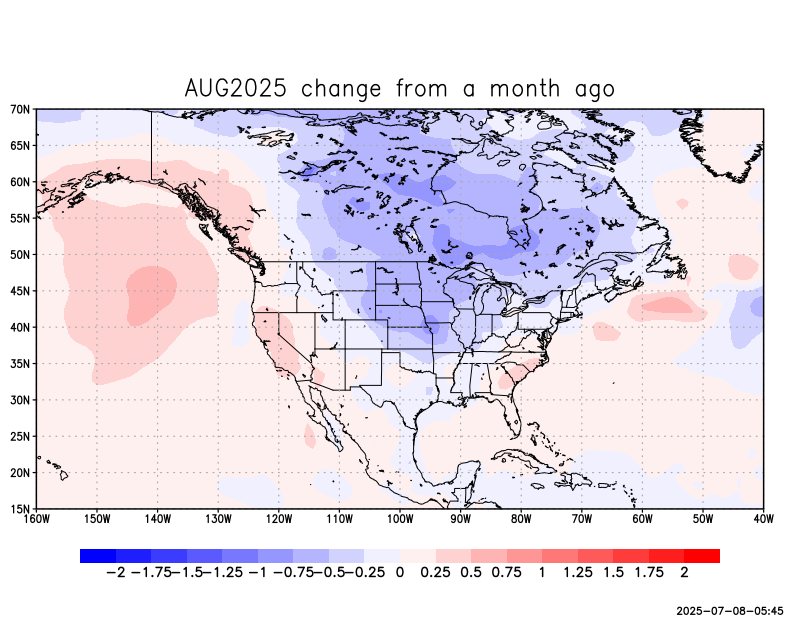 AUG2025 change from a month ago
70N
65N
60N
55N
50N
45N
40N
35N
30N
25N
20N
15N
160W 150W 140W 130W 120W 110W 100W 90W 80W 70W 60W 50W 40W
−2 −1.75 −1.5 −1.25 −1 −0.75 −0.5 −0.25 0 0.25 0.5 0.75 1 1.25 1.5 1.75 2
2025-07-08-05:45